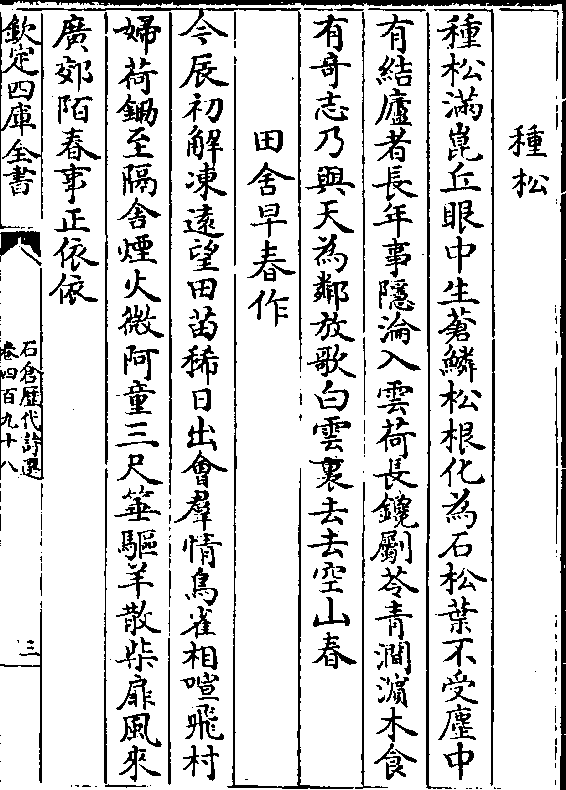 種松
種松滿崑丘眼中生蒼鱗松根化為石松葉不受塵中
有結廬者長年事隱淪入雲荷長鑱劚苓青澗濵木食
有奇志乃與天為鄰放歌白雲裏去去空山春
田舍早春作
今辰初解凍遠望田苗稀日出會羣情鳥雀相喧飛村
婦荷鋤至隔舍煙火微阿童三尺箠驅羊散柴扉風來
廣郊陌春事正依依
欽定四庫全書
石倉歷代詩選
卷四百九十八
三